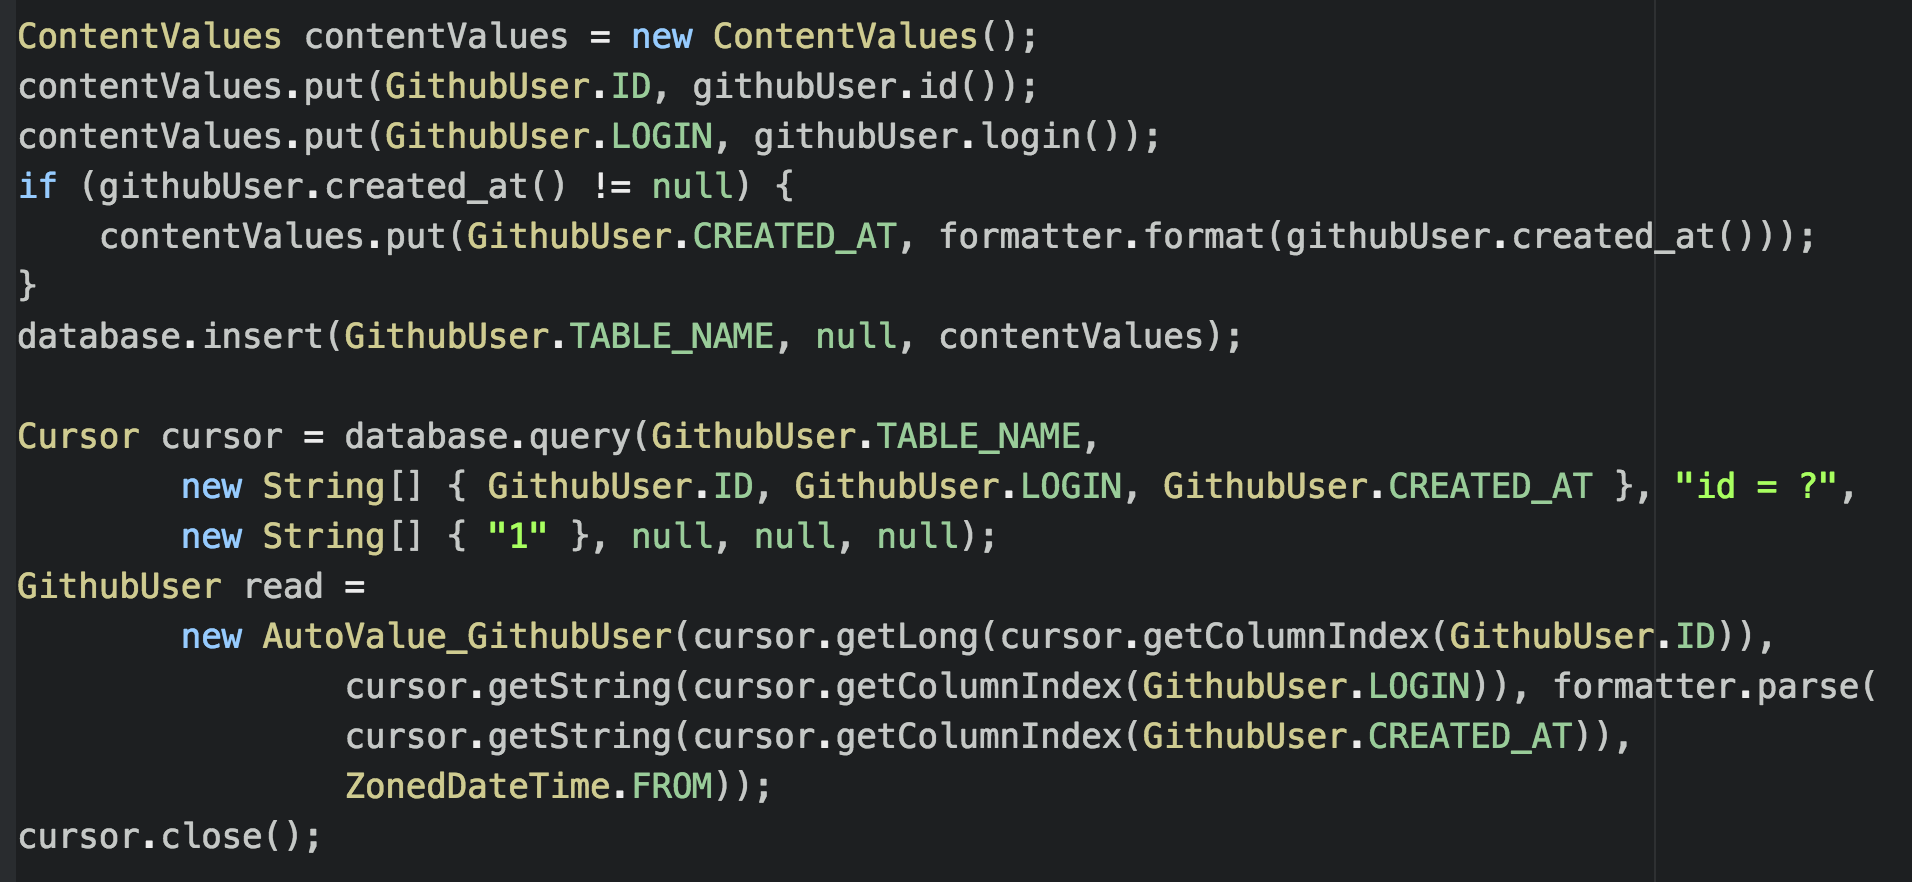 ContentValues contentValues = new ContentValues();
contentValues.put(GithubUser.ID, githubUser.id());
contentValues.put(GithubUser.LOGIN, githubUser.login());
if (githubUser.created_at() != null) {
    contentValues.put(GithubUser.CREATED_AT, formatter.format(githubUser.created_at()));
}
database.insert(GithubUser.TABLE_NAME, null, contentValues);

Cursor cursor = database.query(GithubUser.TABLE_NAME,
        new String[] { GithubUser.ID, GithubUser.LOGIN, GithubUser.CREATED_AT }, "id = ?",
        new String[] { "1" }, null, null, null);
GithubUser read =
        new AutoValue_GithubUser(cursor.getLong(cursor.getColumnIndex(GithubUser.ID)),
                cursor.getString(cursor.getColumnIndex(GithubUser.LOGIN)), formatter.parse(
                cursor.getString(cursor.getColumnIndex(GithubUser.CREATED_AT)),
                ZonedDateTime.FROM));
cursor.close();